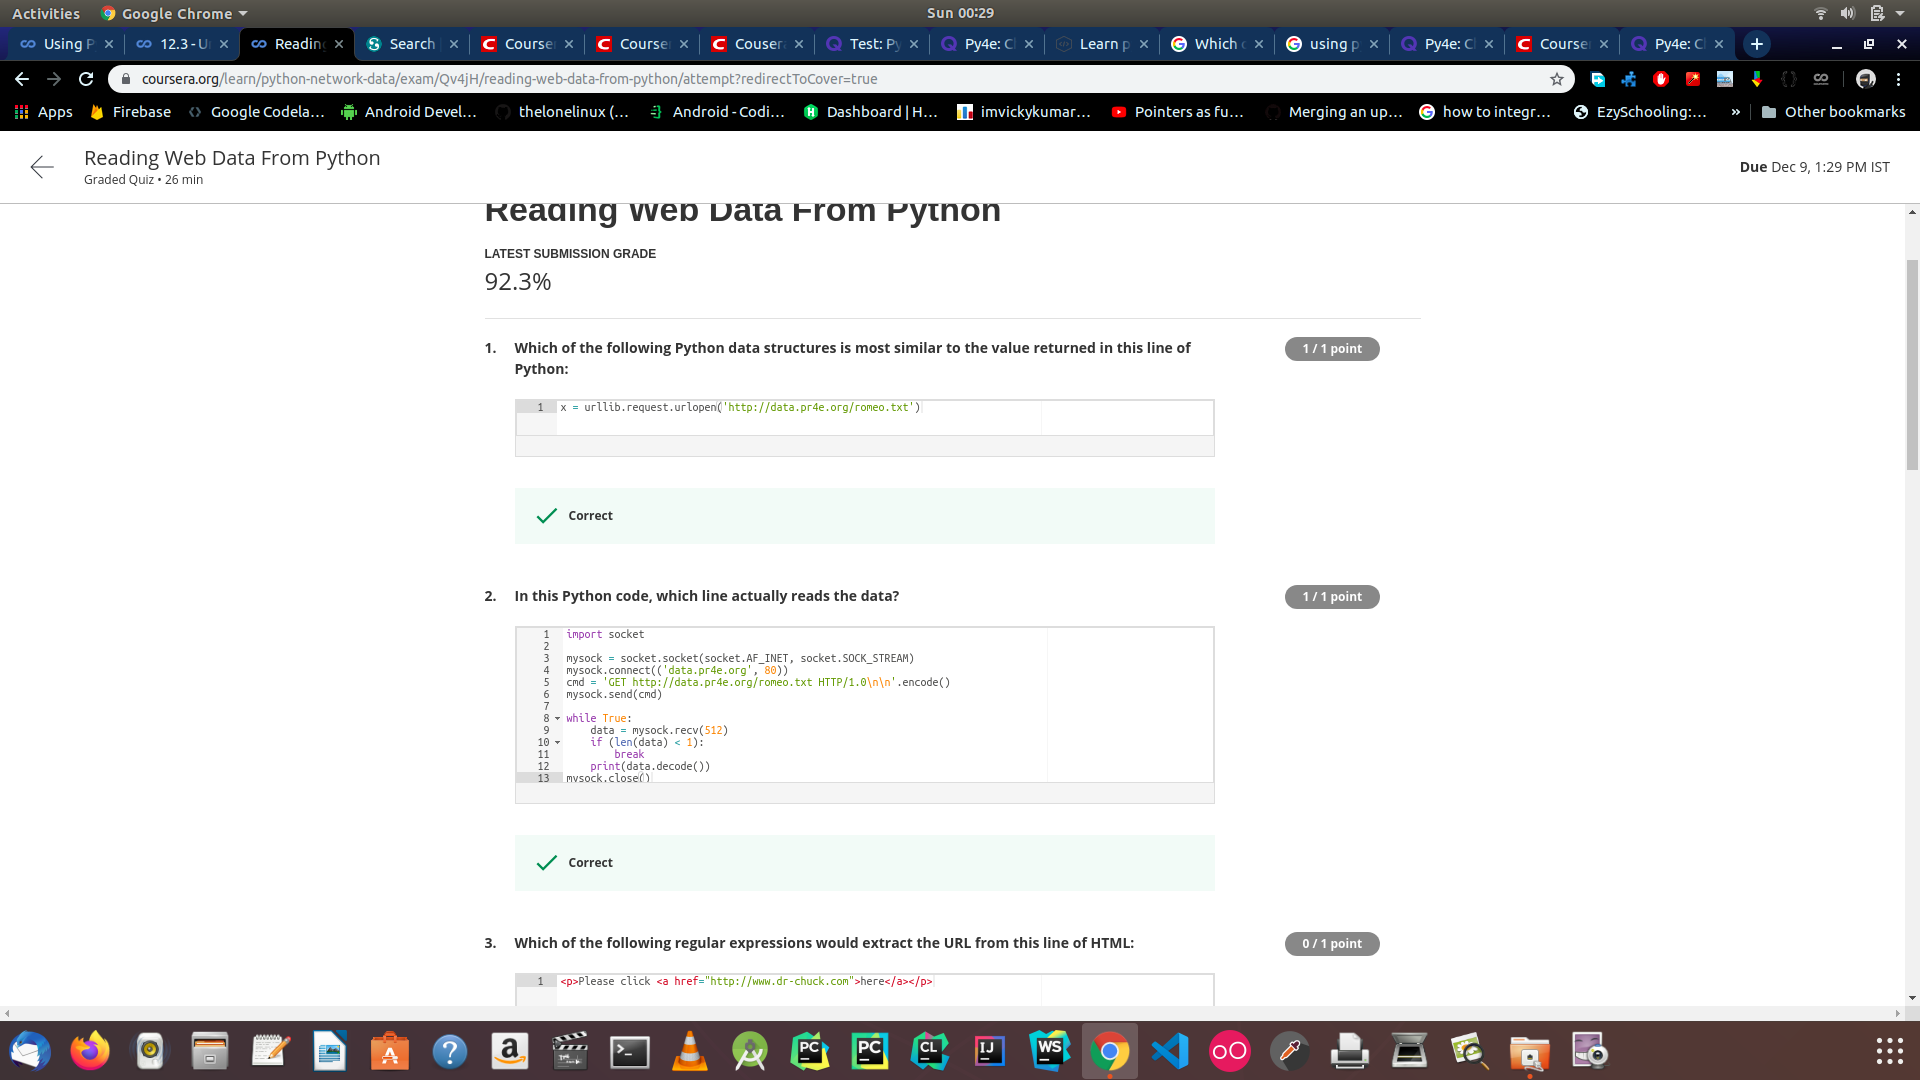 Activities Google Chrome Sun 00:29
Using P 12.3 - U Readin Search Course Course Couser Test: Py Py4e: C Learn p Which using p Py4e: C Course Py4e: C
coursera.org/learn/python-network-data/exam/Qv4jH/reading-web-data-from-python/attempt?redirectToCover=true
Apps Firebase Google Codela... Android Devel... thelonelinux (... Android - Codi... Dashboard | H... imvickykumar... Pointers as fu... Merging an up... how to integr... EzySchooling:... » Other bookmarks
Reading Web Data From Python
Graded Quiz • 26 min
Due Dec 9, 1:29 PM IST
Reading Web Data From Python
LATEST SUBMISSION GRADE
92.3%
1. Which of the following Python data structures is most similar to the value returned in this line of Python:
1 / 1 point
1 x = urllib.request.urlopen('http://data.pr4e.org/romeo.txt')
Correct
2. In this Python code, which line actually reads the data?
1 / 1 point
1 import socket
2
3 mysock = socket.socket(socket.AF_INET, socket.SOCK_STREAM)
4 mysock.connect(('data.pr4e.org', 80))
5 cmd = 'GET http://data.pr4e.org/romeo.txt HTTP/1.0\n\n'.encode()
6 mysock.send(cmd)
7
8 while True:
9 data = mysock.recv(512)
10 if (len(data) < 1):
11 break
12 print(data.decode())
13 mysock.close()
Correct
3. Which of the following regular expressions would extract the URL from this line of HTML:
0 / 1 point
1 <p>Please click <a href="http://www.dr-chuck.com">here</a></p>